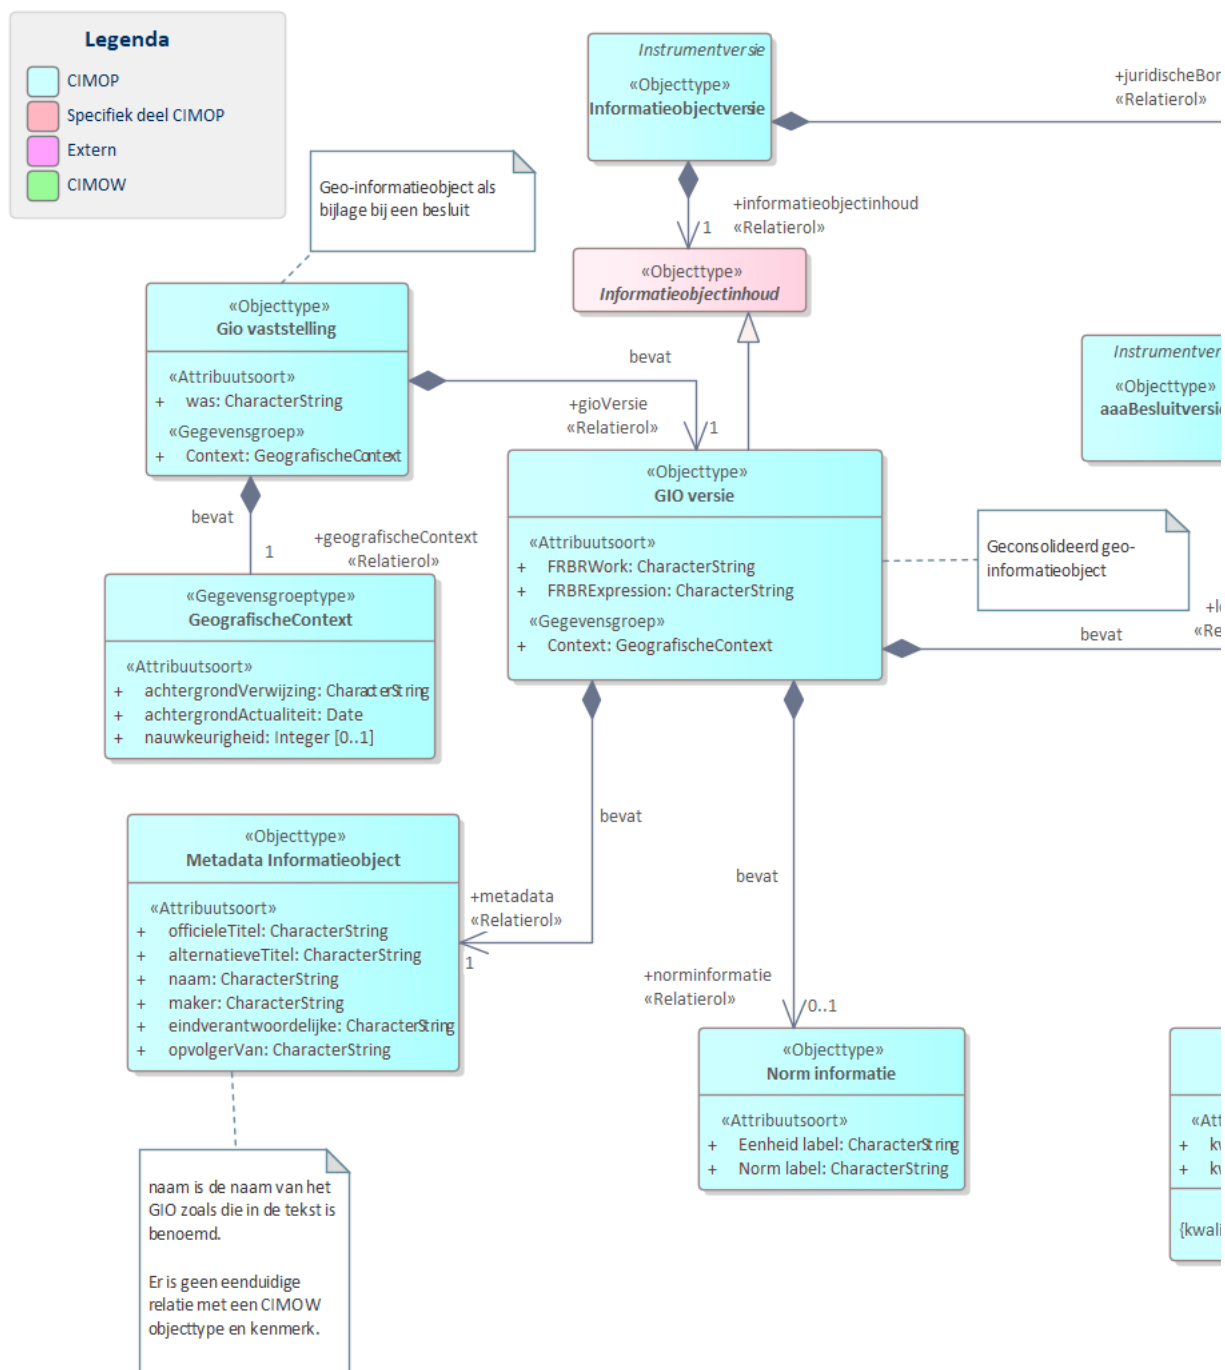 Legenda
CIMOP
Specifiek deel CIMOP
Extern
CIMOW
Instrumentversie
«Objecttype»
Informatieobjectversie
«Relatierol»
Geo-informatieobject als
bijlage bij een besluit
+informatieobjectinhoud
«Relatierol»
1
«Objecttype»
Informatieobjectinhoud
«Objecttype»
Gio vaststelling
«Attribuutsoort»
+ was: CharacterString
«Gegevensgroep»
+ Context: GeografischeContext
bevat
+gioVersie
«Relatierol»
1
«Objecttype»
bevat
1
+geografischeContext
«Relatierol»
«Objecttype»
GIO versie
«Attribuutsoort»
+ FRBRWork: CharacterString
+ FRBRExpression: CharacterString
«Gegevensgroep»
+ Context: GeografischeContext
Geconsolideerd geo-
informatieobject
bevat
«Gegevensgroeptype»
GeografischeContext
«Attribuutsoort»
+ achtergrondVerwijzing: CharacterString
+ achtergrondActualiteit: Date
+ nauwkeurigheid: Integer [0..1]
bevat
bevat
«Objecttype»
Metadata Informatieobject
«Attribuutsoort»
+ officieleTitel: CharacterString
+ alternatieveTitel: CharacterString
+ naam: CharacterString
+ maker: CharacterString
+ eindverantwoordelijke: CharacterString
+ opvolgerVan: CharacterString
+metadata
«Relatierol»
1
+norminformatie
«Relatierol»
0..1
«Objecttype»
Norm informatie
«Attribuutsoort»
+ Eenheid label: CharacterString
+ Norm label: CharacterString
naam is de naam van het
GIO zoals die in de tekst is
benoemd.
Er is geen eenduidige
relatie met een CIMOW
objecttype en kenmerk.